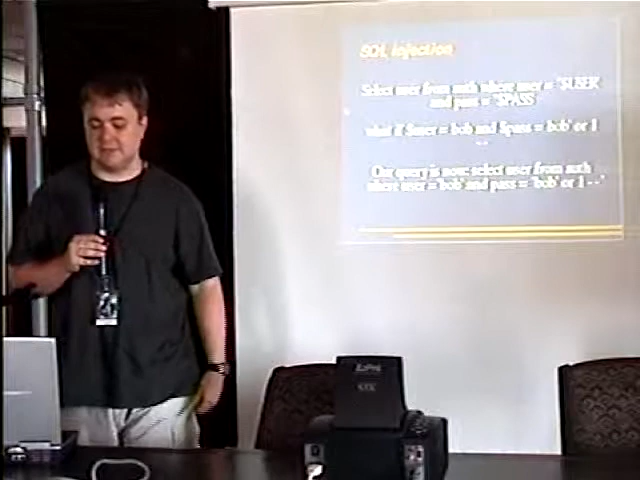 SQL Injection
Select user from auth where user = '$USER
and pass = '$PASS'
what if $user = bob and $pass = bob' or 1
--
Our query is now: select user from auth
where user = 'bob' and pass = 'bob' or 1 --'